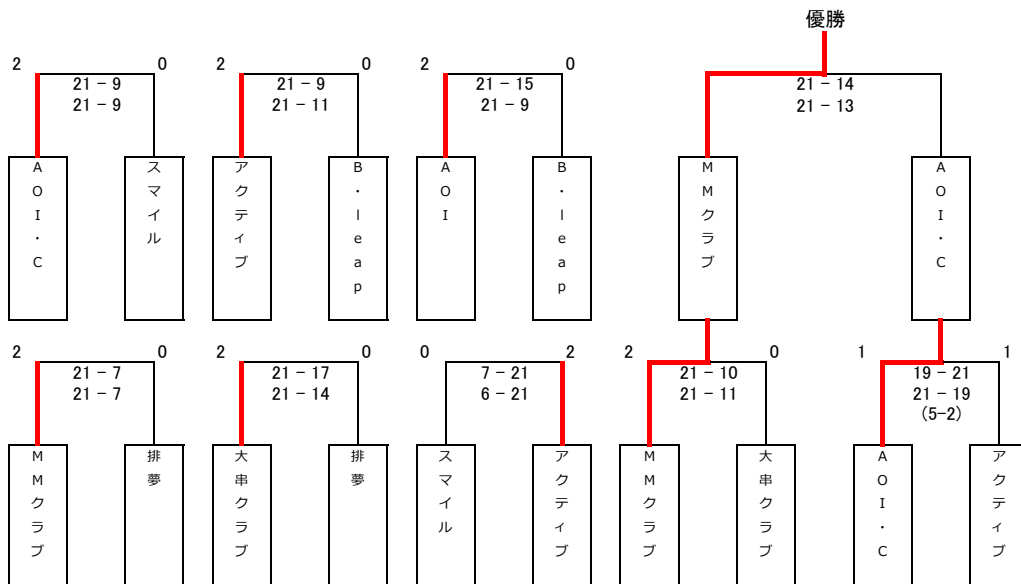 優勝
2 0
21 − 9
21 − 9
AOI・C
スマイル
2 0
21 − 9
21 − 11
アクティブ
B・leap
2 0
21 − 15
21 − 9
AOI
B・leap
21 − 14
21 − 13
MMクラブ
AOI・C
2 0
21 − 7
21 − 7
MMクラブ
排夢
2 0
21 − 17
21 − 14
大串クラブ
排夢
0 2
7 − 21
6 − 21
スマイル
アクティブ
2 0
21 − 10
21 − 11
MMクラブ
大串クラブ
1 1
19 − 21
21 − 19
(5−2)
AOI・C
アクティブ